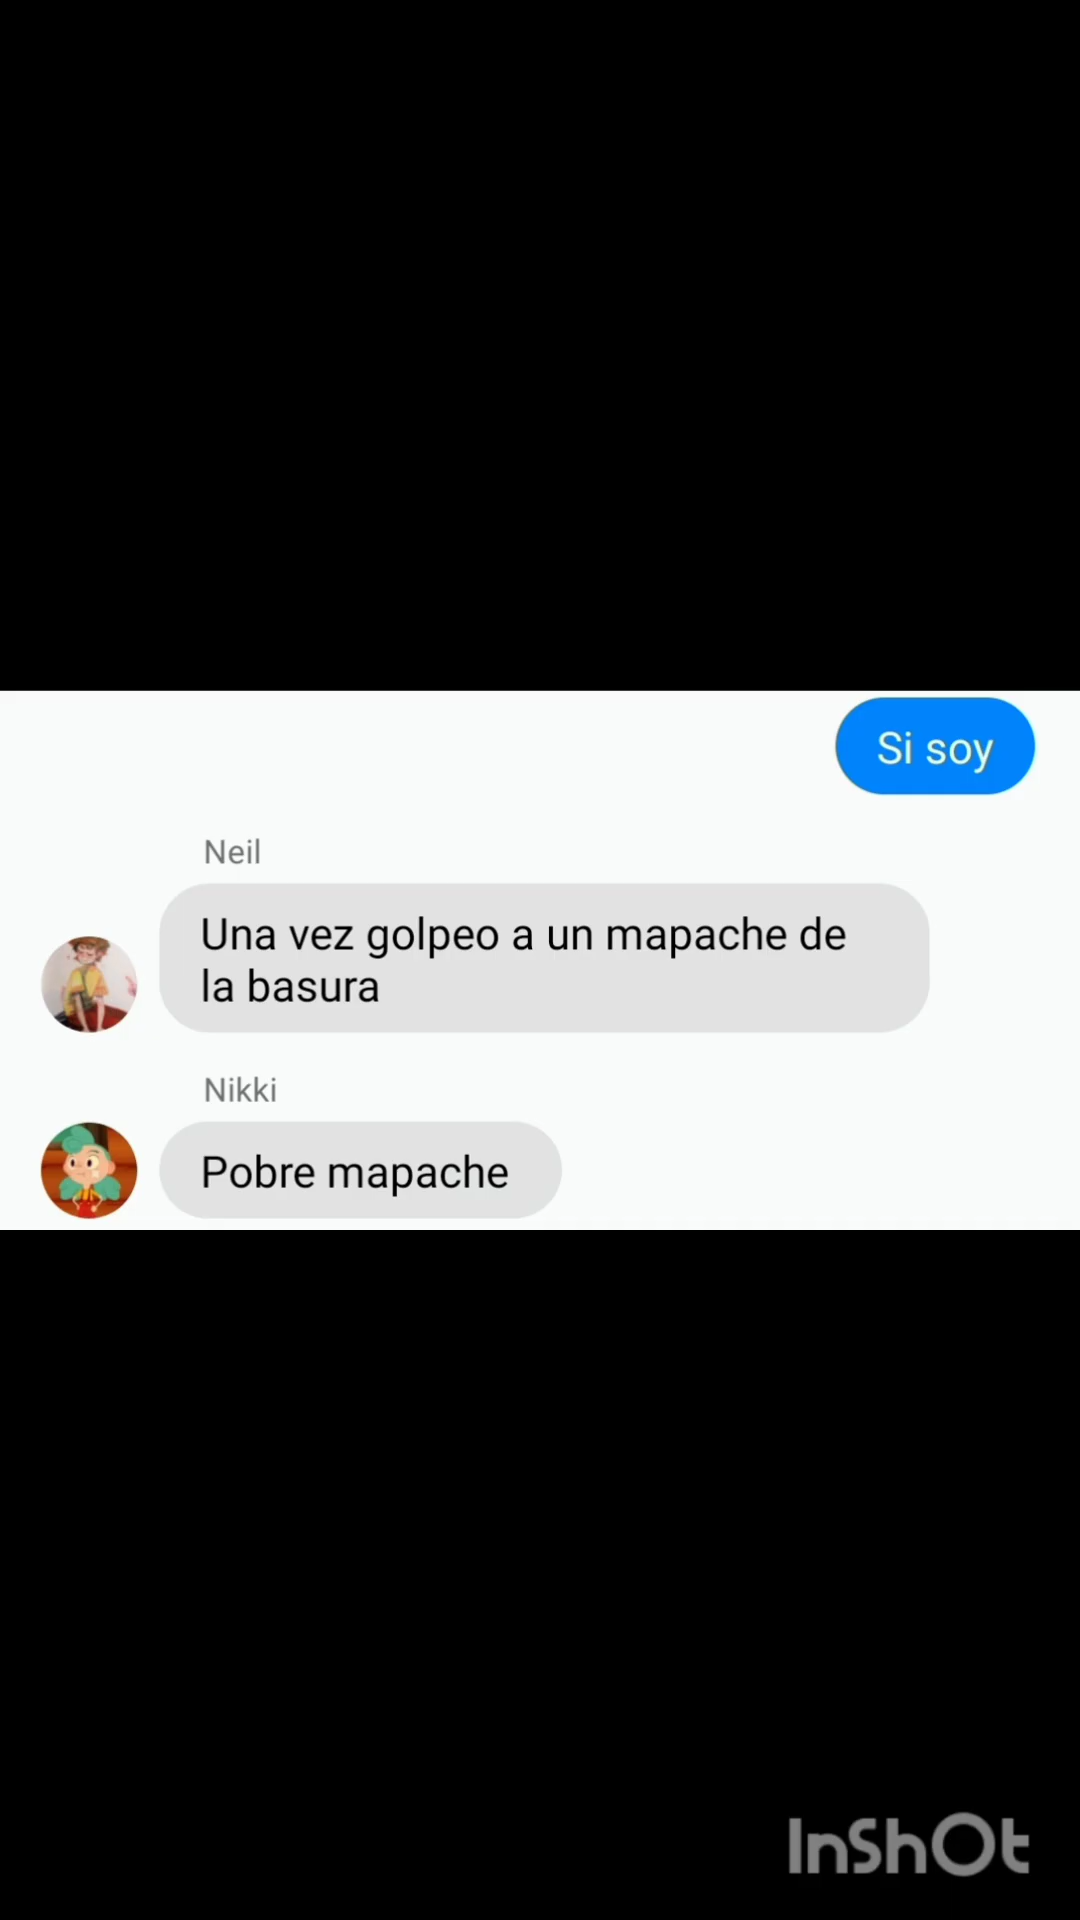 Si soy
Neil
Una vez golpeo a un mapache de
la basura
Nikki
Pobre mapache
InShOt